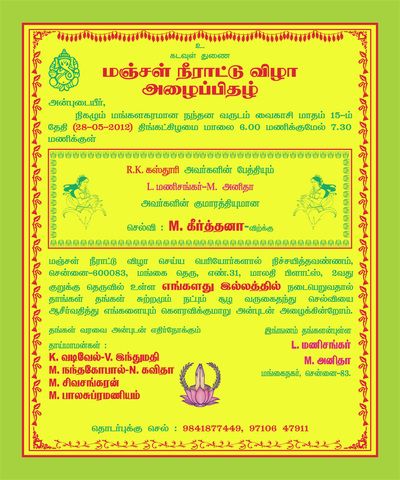 உ
கடவுள் துணை
மஞ்சள் நீராட்டு விழா
அழைப்பிதழ்
அன்புடையீர்,
நிகழும் மங்களகரமான நந்தன வருடம் வைகாசி மாதம் 15-ம்
தேதி (28-05-2012) திங்கட்கிழமை மாலை 6.00 மணிக்குமேல் 7.30
மணிக்குள்
R.K. கஸ்தூரி அவர்களின் பேத்தியும்
L. மணிசங்கர்-M. அனிதா
அவர்களின் குமாரத்தியுமான
செல்வி : M. கீர்த்தனா-விற்கு
மஞ்சள் நீராட்டு விழா செய்ய பெரியோர்களால் நிச்சயித்தவண்ணம்,
சென்னை-600083, மங்கை தெரு, எண்.31, மாலதி பிளாட்ஸ், 2வது
குறுக்கு தெருவில் உள்ள எங்களது இல்லத்தில் நடைபெறுவதால்
தாங்கள் தங்கள் சுற்றமும் நட்பும் சூழ வருகைதந்து செல்வியை
ஆசீர்வதித்து எங்களையும் கௌரவிக்குமாறு அன்புடன் அழைக்கின்றோம்.
தங்கள் வரவை அன்புடன் எதிர்நோக்கும்
தாய்மாமன்கள் :
K. வடிவேல்-V. இந்துமதி
M. நந்தகோபால்-N. கவிதா
M. சிவசங்கரன்
M. பாலசுப்ரமணியம்
இங்ஙனம் தங்களன்புள்ள
L. மணிசங்கர்
M. அனிதா
மங்கைநகர், சென்னை-83.
தொடர்புக்கு செல் : 9841877449, 97106 47911